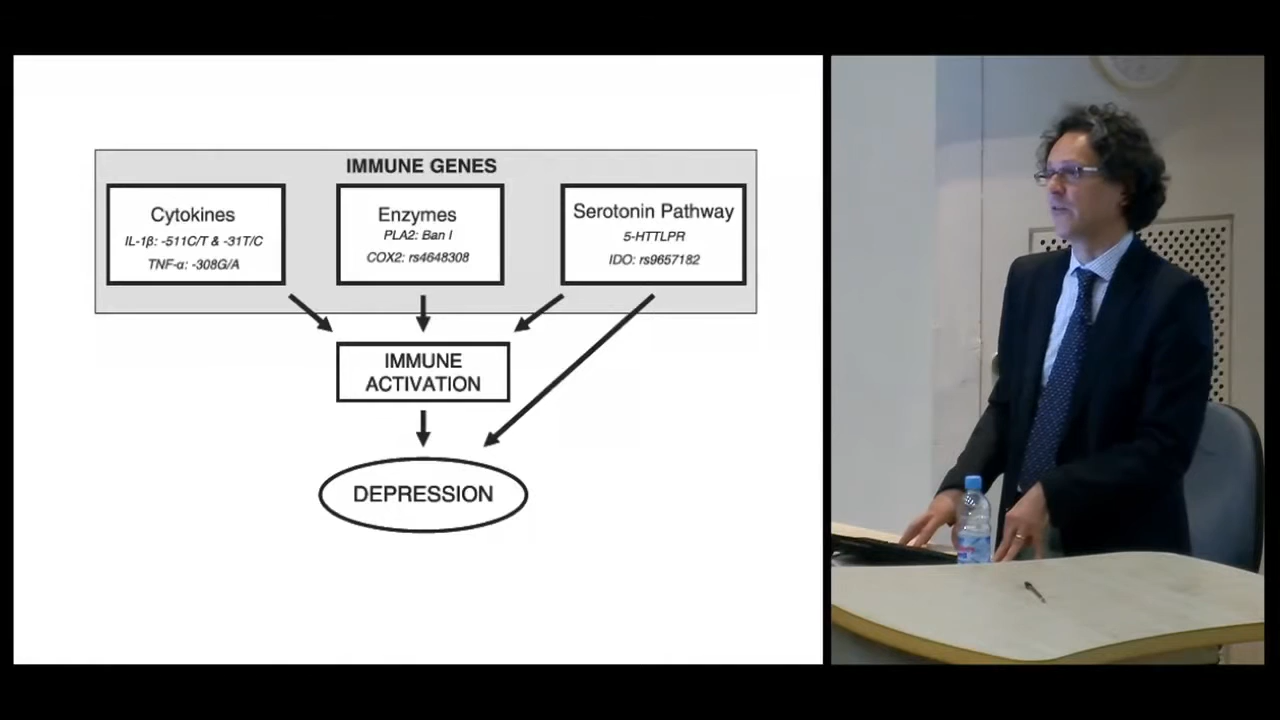 IMMUNE GENES
Cytokines
IL-1β: -511C/T & -31T/C
TNF-α: -308G/A
Enzymes
PLA2: Ban I
COX2: rs4648308
Serotonin Pathway
5-HTTLPR
IDO: rs9657182
IMMUNE
ACTIVATION
DEPRESSION